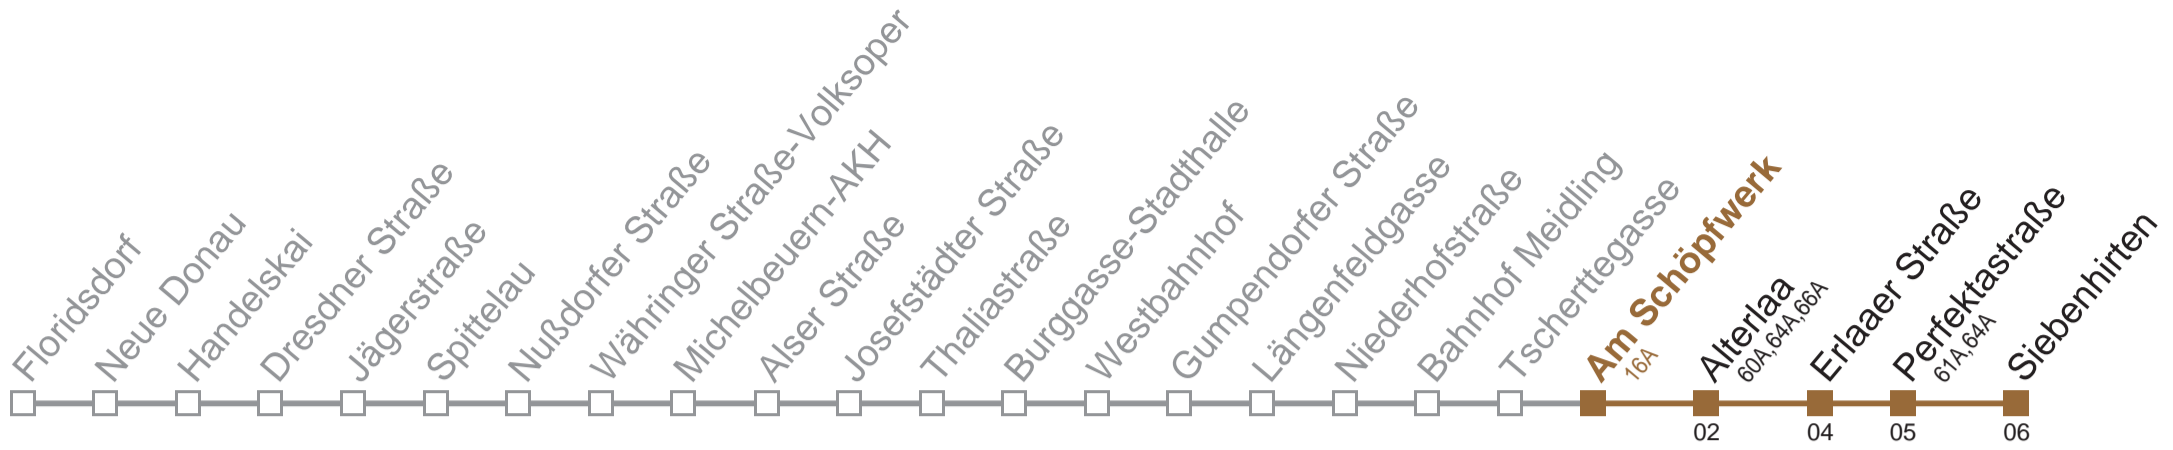 Floridsdorf
Neue Donau
Handelskai
Dresdner Straße
Jägerstraße
Spittelau
Nußdorfer Straße
Währinger Straße-Volksoper
Michelbeuern-AKH
Alser Straße
Josefstädter Straße
Thaliastraße
Burggasse-Stadthalle
Westbahnhof
Gumpendorfer Straße
Längenfeldgasse
Niederhofstraße
Bahnhof Meidling
Tscherttegasse
Am Schöpfwerk
16A
Alterlaa
60A,64A,66A
Erlaaer Straße
Perfektastraße
61A,64A
Siebenhirten
02
04
05
06